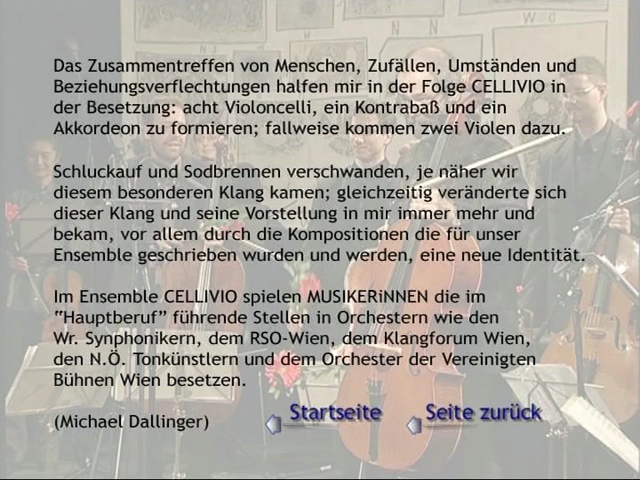 Das Zusammentreffen von Menschen, Zufällen, Umständen und
Beziehungsverflechtungen halfen mir in der Folge CELLIVIO in
der Besetzung: acht Violoncelli, ein Kontrabaß und ein
Akkordeon zu formieren; fallweise kommen zwei Violen dazu.
Schluckauf und Sodbrennen verschwanden, je näher wir
diesem besonderen Klang kamen; gleichzeitig veränderte sich
dieser Klang und seine Vorstellung in mir immer mehr und
bekam, vor allem durch die Kompositionen die für unser
Ensemble geschrieben wurden und werden, eine neue Identität.
Im Ensemble CELLIVIO spielen MUSIKERiNNEN die im
"Hauptberuf" führende Stellen in Orchestern wie den
Wr. Synphonikern, dem RSO-Wien, dem Klangforum Wien,
den N.Ö. Tonkünstlern und dem Orchester der Vereinigten
Bühnen Wien besetzen.
(Michael Dallinger)
Startseite Seite zurück